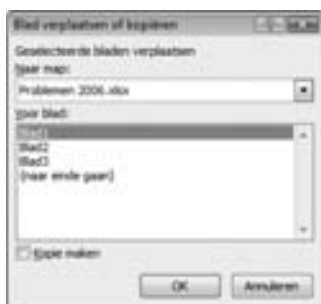 Blad verplaatsen of kopiëren
Geselecteerde bladen verplaatsen
Naar map:
Problemen 2006.xlsx
Voor blad:
Blad1
Blad2
Blad3
(naar einde gaan)
Kopie maken
OK
Annuleren